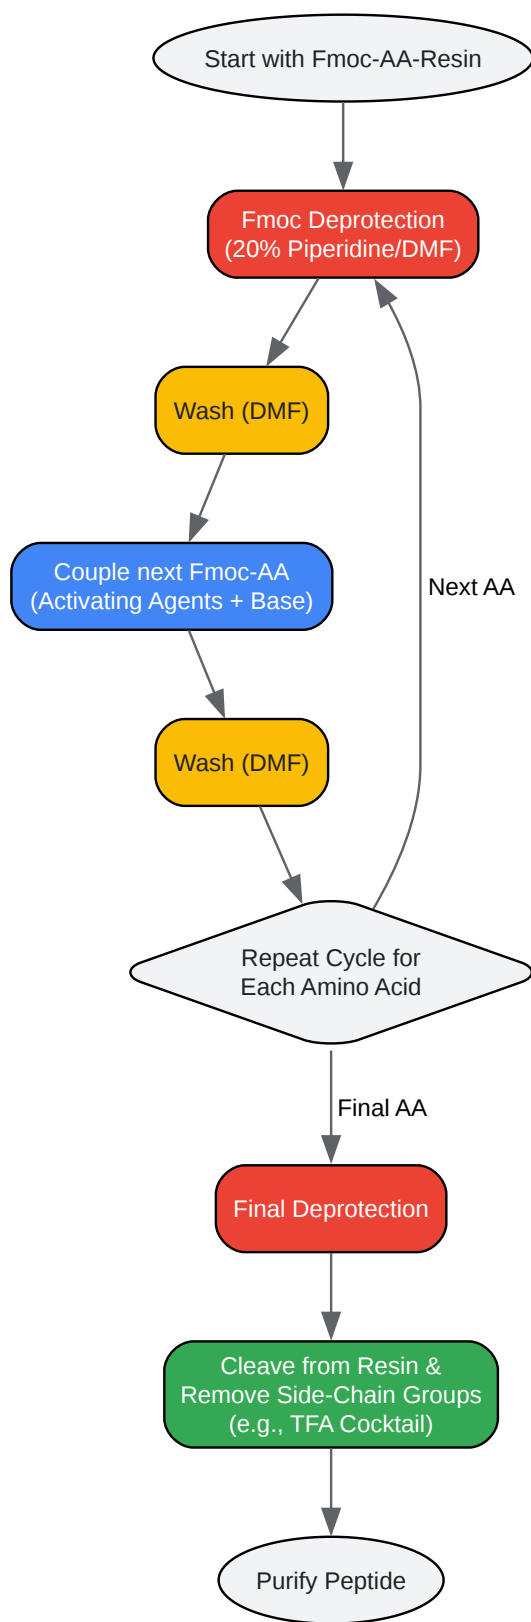 Start with Fmoc-AA-Resin
Fmoc Deprotection
(20% Piperidine/DMF)
Wash (DMF)
Couple next Fmoc-AA
(Activating Agents + Base)
Next AA
Wash (DMF)
Repeat Cycle for
Each Amino Acid
Final AA
Final Deprotection
Cleave from Resin &
Remove Side-Chain Groups
(e.g., TFA Cocktail)
Purify Peptide